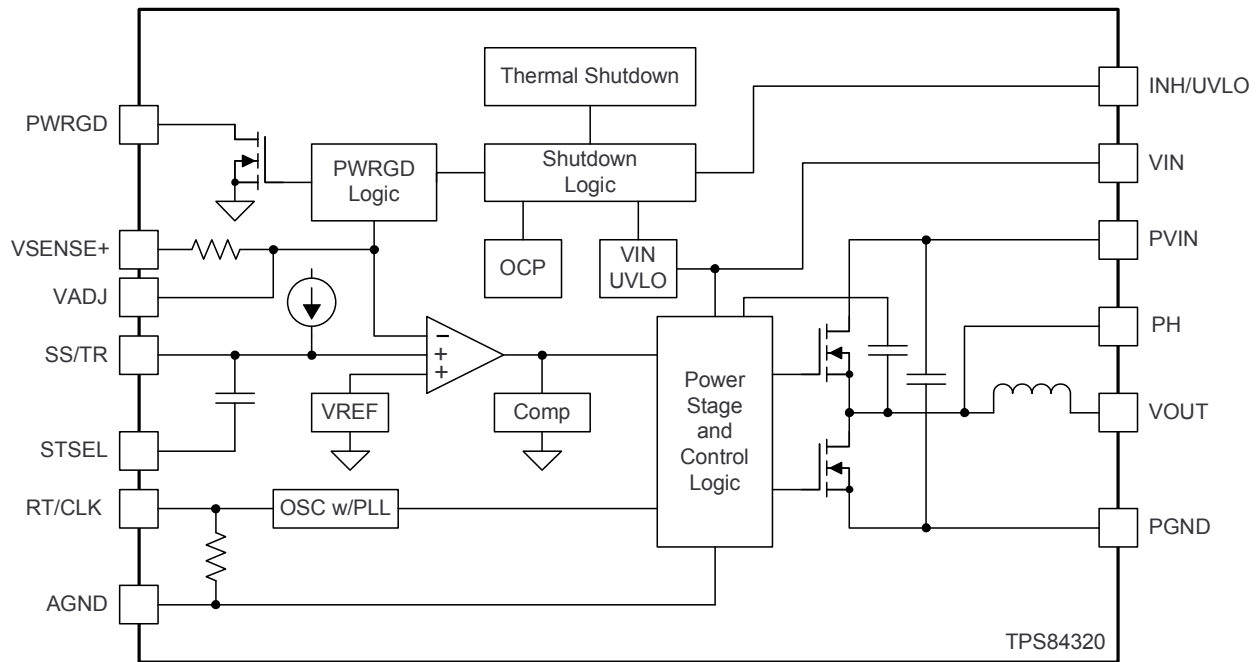 Thermal Shutdown
INH/UVLO
PWRGD
PWRGD
Logic
Shutdown
Logic
VIN
VSENSE+
OCP
VIN
UVLO
PVIN
VADJ
PH
SS/TR
−
+
+
VREF
Comp
Power
Stage
and
Control
Logic
VOUT
STSEL
RT/CLK
OSC w/PLL
PGND
AGND
TPS84320